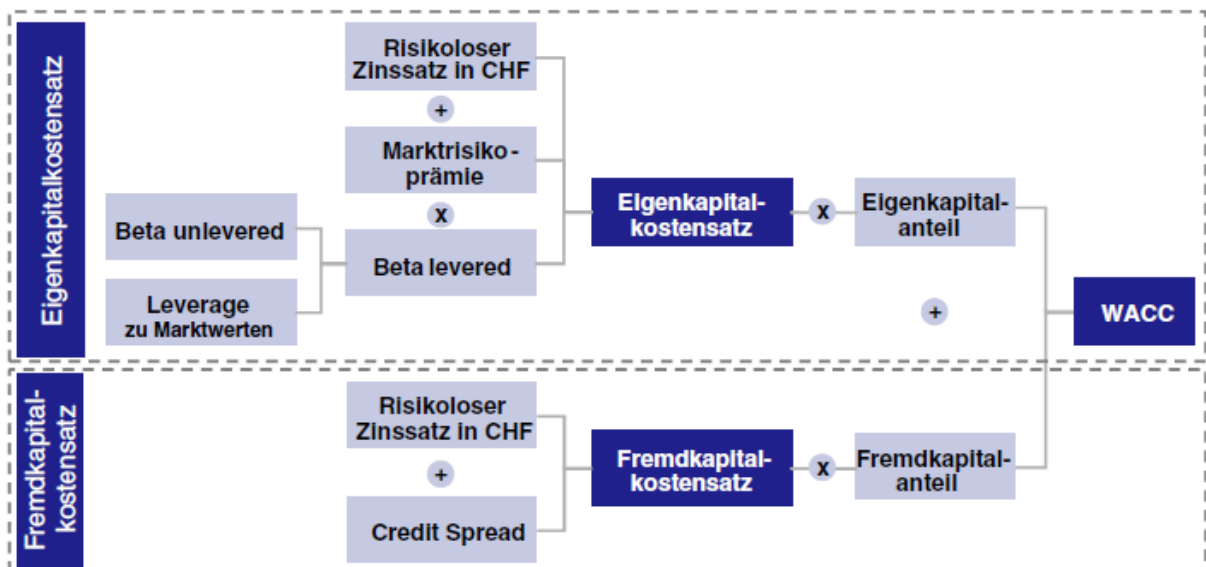 Eigenkapitalkostensatz
Risikoloser
Zinssatz in CHF
+
Marktrisiko-
prämie
x
Beta unlevered
Beta levered
Leverage
zu Marktwerten
Eigenkapital-
kostensatz
x
Eigenkapital-
anteil
+
WACC
Fremdkapital-
kostensatz
Risikoloser
Zinssatz in CHF
+
Credit Spread
Fremdkapital-
kostensatz
x
Fremdkapital-
anteil